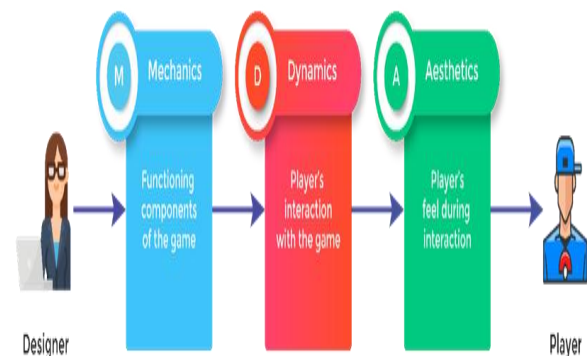 M Mechanics
D Dynamics
A Aesthetics
Functioning
components
of the game
Player's
interaction
with the game
Player's
feel during
interaction
Designer
Player